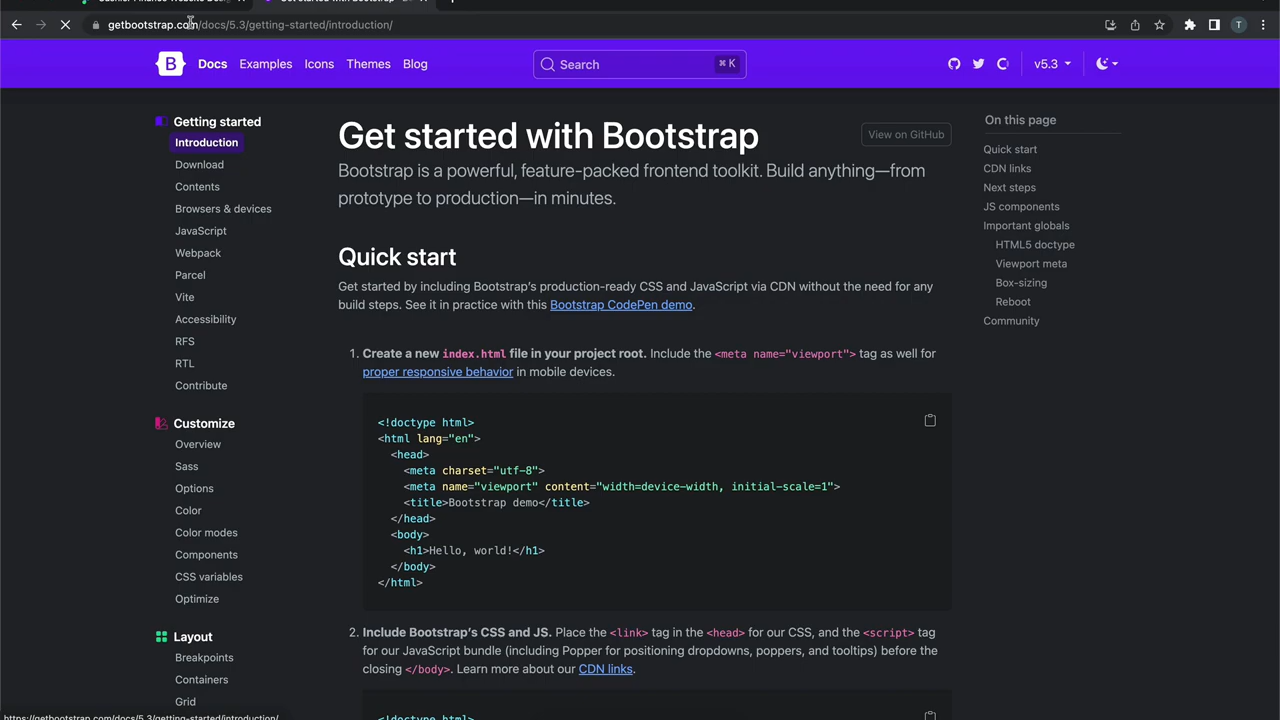 getbootstrap.com/docs/5.3/getting-started/introduction/
T
B
Docs
Examples
Icons
Themes
Blog
Search
⌘ K
v5.3
Getting started
Introduction
Download
Contents
Browsers & devices
JavaScript
Webpack
Parcel
Vite
Accessibility
RFS
RTL
Contribute
Customize
Overview
Sass
Options
Color
Color modes
Components
CSS variables
Optimize
Layout
Breakpoints
Containers
Grid
Get started with Bootstrap
View on GitHub
Bootstrap is a powerful, feature-packed frontend toolkit. Build anything—from
prototype to production—in minutes.
Quick start
Get started by including Bootstrap's production-ready CSS and JavaScript via CDN without the need for any
build steps. See it in practice with this Bootstrap CodePen demo.
1. Create a new index.html file in your project root. Include the <meta name="viewport"> tag as well for
proper responsive behavior in mobile devices.
<!doctype html>
<html lang="en">
<head>
<meta charset="utf-8">
<meta name="viewport" content="width=device-width, initial-scale=1">
<title>Bootstrap demo</title>
</head>
<body>
<h1>Hello, world!</h1>
</body>
</html>
2. Include Bootstrap's CSS and JS. Place the <link> tag in the <head> for our CSS, and the <script> tag
for our JavaScript bundle (including Popper for positioning dropdowns, poppers, and tooltips) before the
closing </body>. Learn more about our CDN links.
<!doctype html>
On this page
Quick start
CDN links
Next steps
JS components
Important globals
HTML5 doctype
Viewport meta
Box-sizing
Reboot
Community
https://getbootstrap.com/docs/5.3/getting-started/introduction/